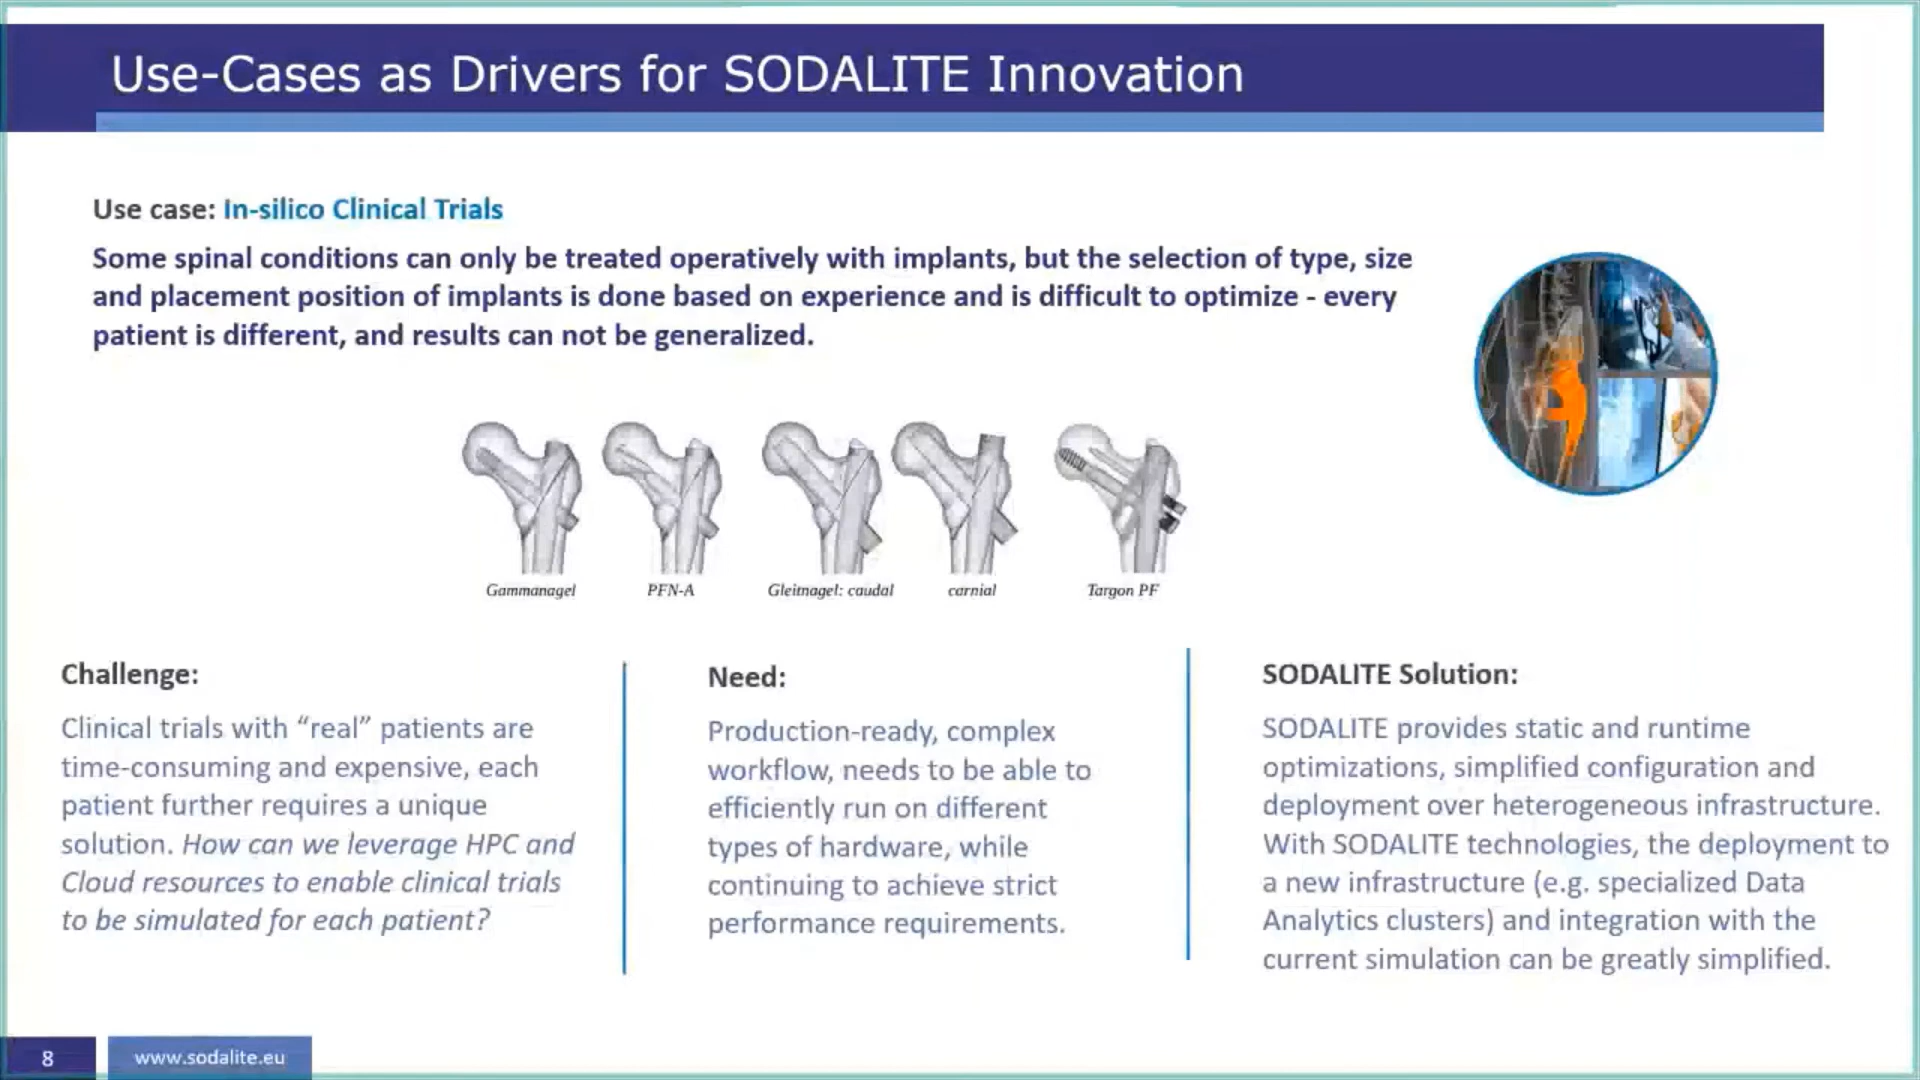 Use-Cases as Drivers for SODALITE Innovation
Use case: In-silico Clinical Trials
Some spinal conditions can only be treated operatively with implants, but the selection of type, size
and placement position of implants is done based on experience and is difficult to optimize - every
patient is different, and results can not be generalized.
Gammanagel PFN-A Gleitnagel: caudal carnial Targon PF
Challenge:
Clinical trials with “real” patients are
time-consuming and expensive, each
patient further requires a unique
solution. How can we leverage HPC and
Cloud resources to enable clinical trials
to be simulated for each patient?
Need:
Production-ready, complex
workflow, needs to be able to
efficiently run on different
types of hardware, while
continuing to achieve strict
performance requirements.
SODALITE Solution:
SODALITE provides static and runtime
optimizations, simplified configuration and
deployment over heterogeneous infrastructure.
With SODALITE technologies, the deployment to
a new infrastructure (e.g. specialized Data
Analytics clusters) and integration with the
current simulation can be greatly simplified.
8
www.sodalite.eu